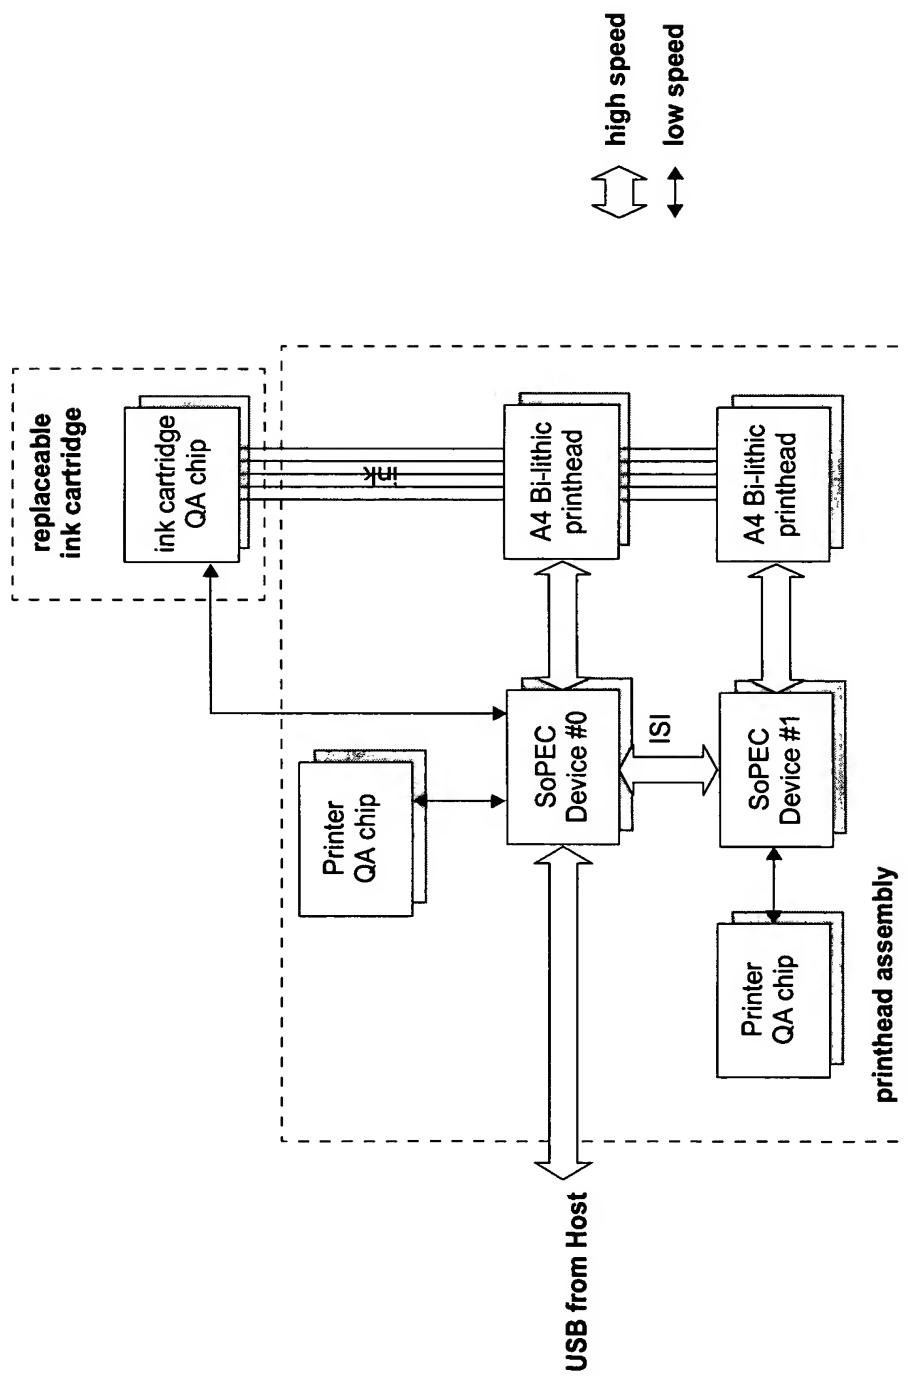 replaceable
ink cartridge
ink cartridge
QA chip
ink
Printer
QA chip
SoPEC
Device #0
A4 Bi-lithic
printhead
USB from Host
ISI
Printer
QA chip
SoPEC
Device #1
A4 Bi-lithic
printhead
printhead assembly
high speed
low speed